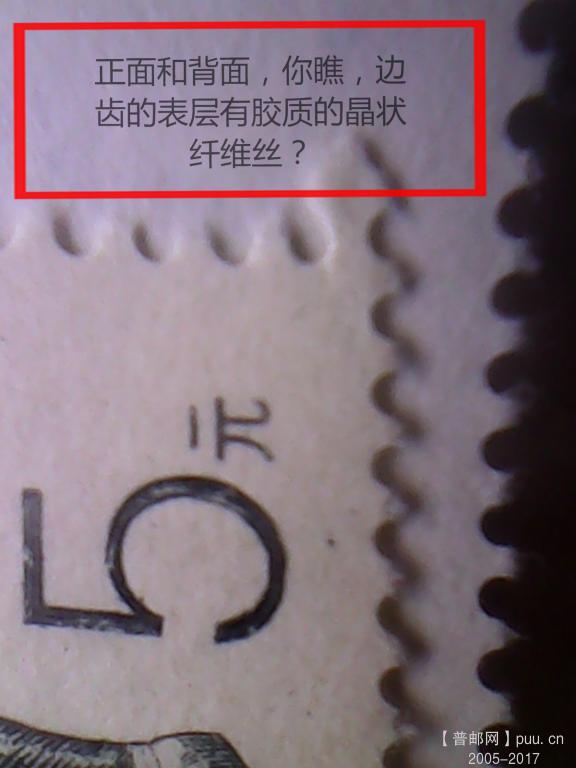 正面和背面，你瞧，边
齿的表层有胶质的晶状
纤维丝？
5元
【普邮网】puu.cn
2005-2017